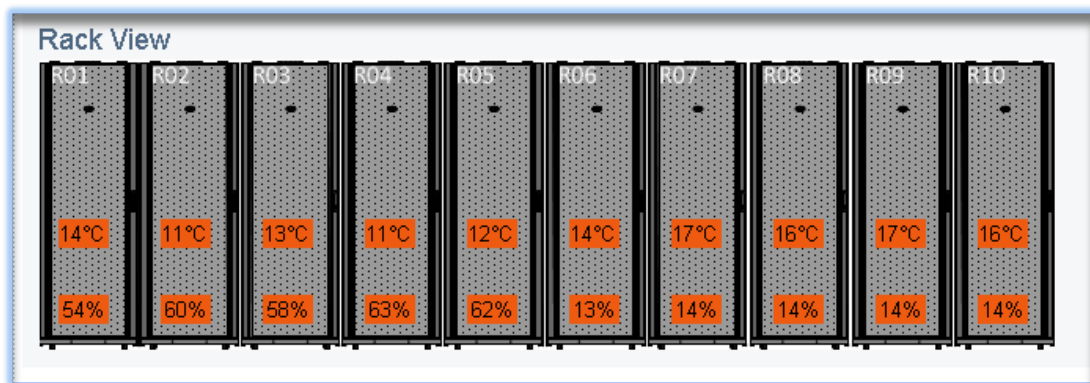 Rack View
R01 R02 R03 R04 R05 R06 R07 R08 R09 R10
14°C 11°C 13°C 11°C 12°C 14°C 17°C 16°C 17°C 16°C
54% 60% 58% 63% 62% 13% 14% 14% 14% 14%